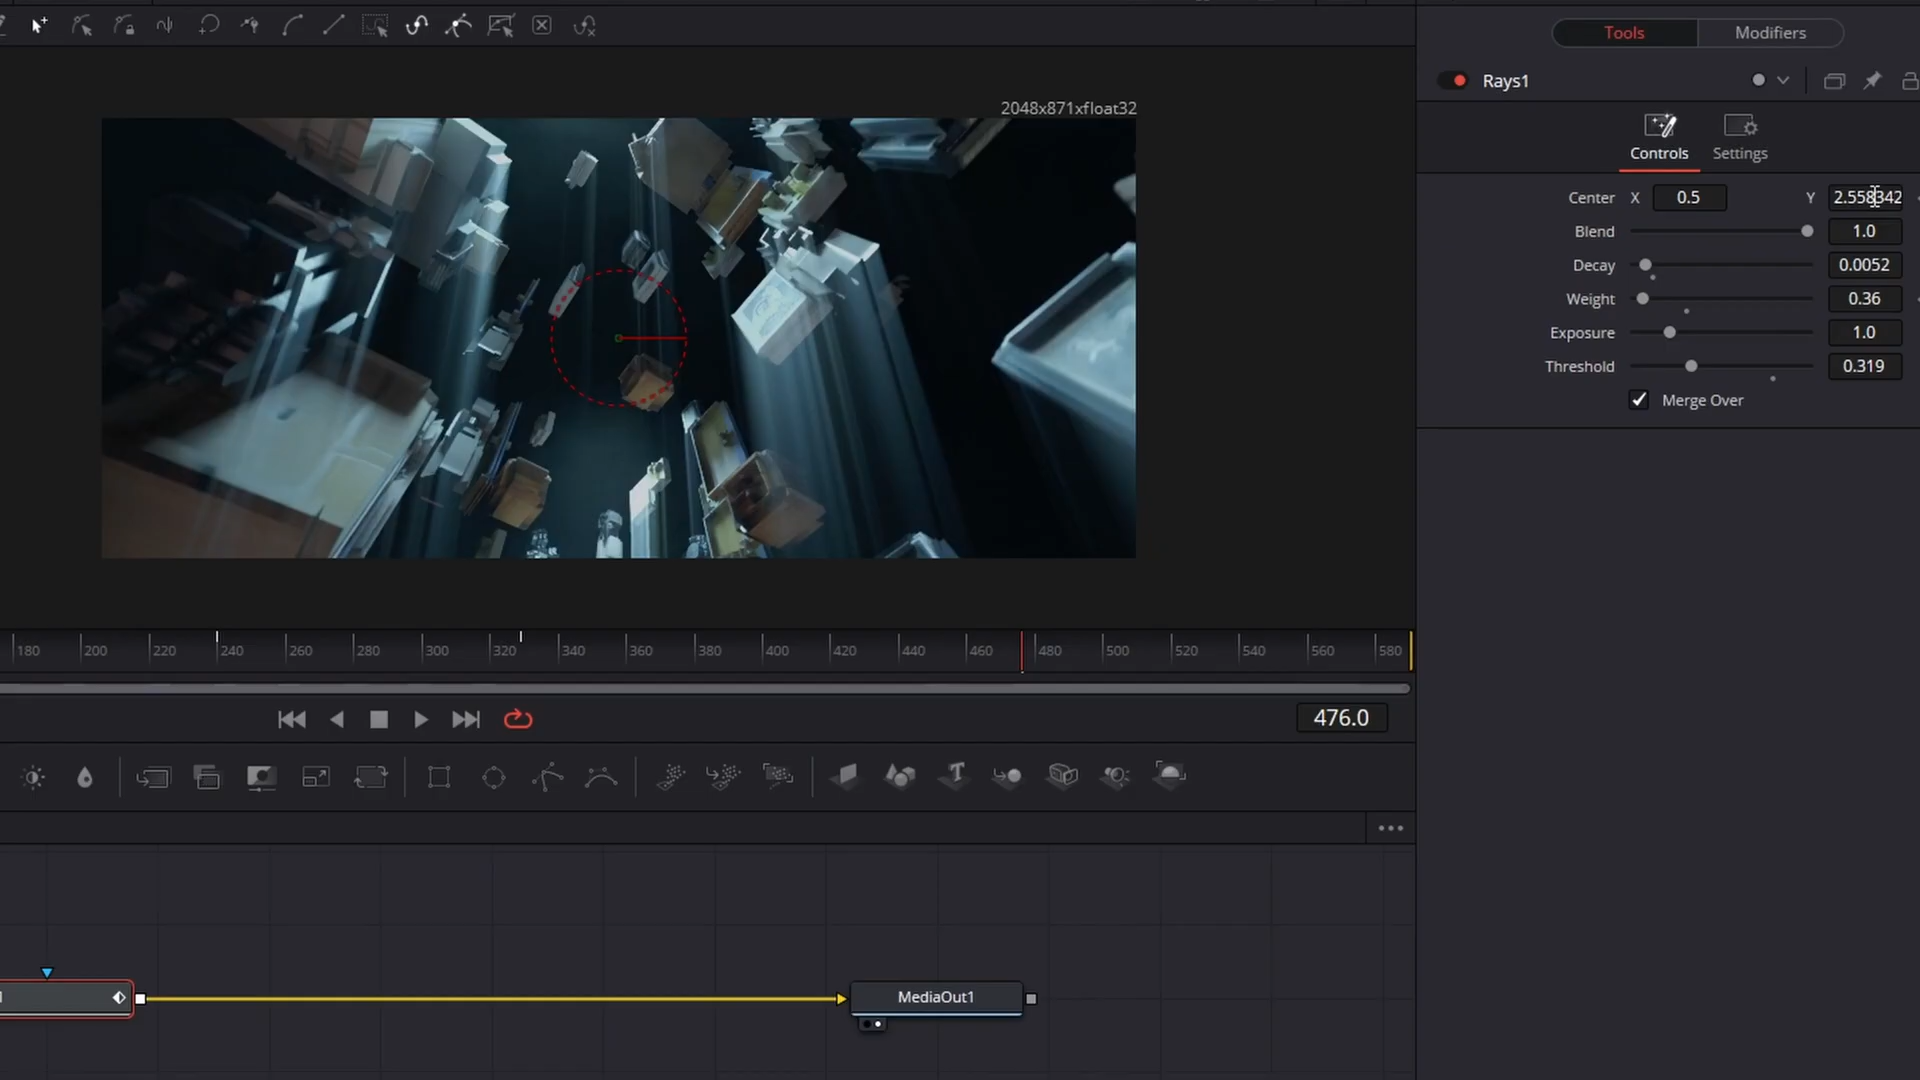 Tools Modifiers
Rays1
Controls Settings
2048x871xfloat32
Center X 0.5 Y 2.558342
Blend 1.0
Decay 0.0052
Weight 0.36
Exposure 1.0
Threshold 0.319
Merge Over
180 200 220 240 260 280 300 320 340 360 380 400 420 440 460 480 500 520 540 560 580
476.0
MediaOut1